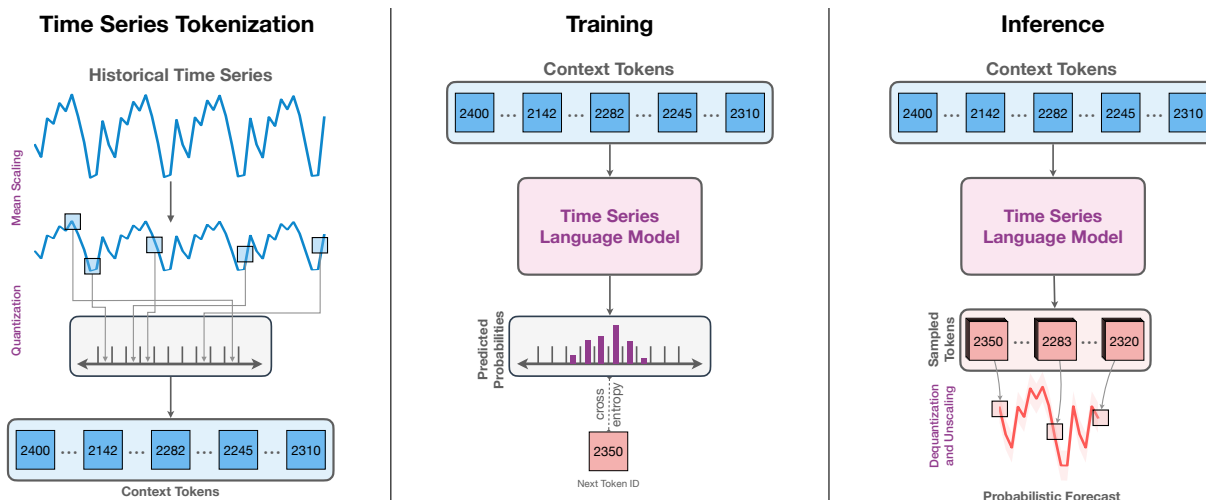 Time Series Tokenization
Historical Time Series
Mean Scaling
Quantization
2400 ... 2142 ... 2282 ... 2245 ... 2310
Context Tokens
Training
Context Tokens
2400 ... 2142 ... 2282 ... 2245 ... 2310
Time Series
Language Model
Predicted
Probabilities
cross
entropy
2350
Next Token ID
Inference
Context Tokens
2400 ... 2142 ... 2282 ... 2245 ... 2310
Time Series
Language Model
Sampled
Tokens
2350 ... 2283 ... 2320
Dequantization
and Unscaling
Probabilistic Forecast